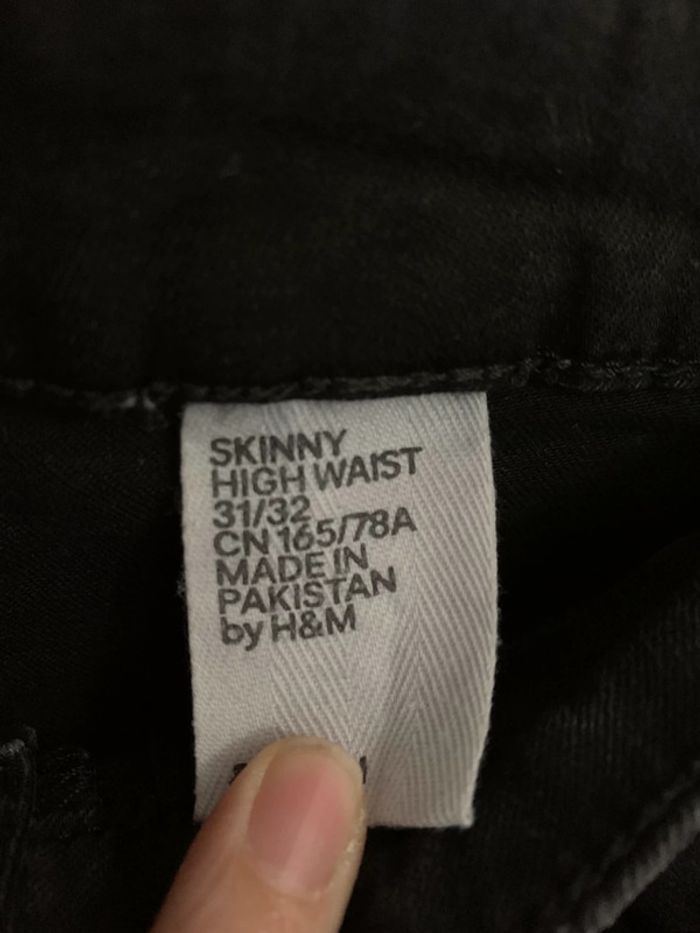 SKINNY
HIGH WAIST
31/32
CN 165/78A
MADE IN
PAKISTAN
by H&M